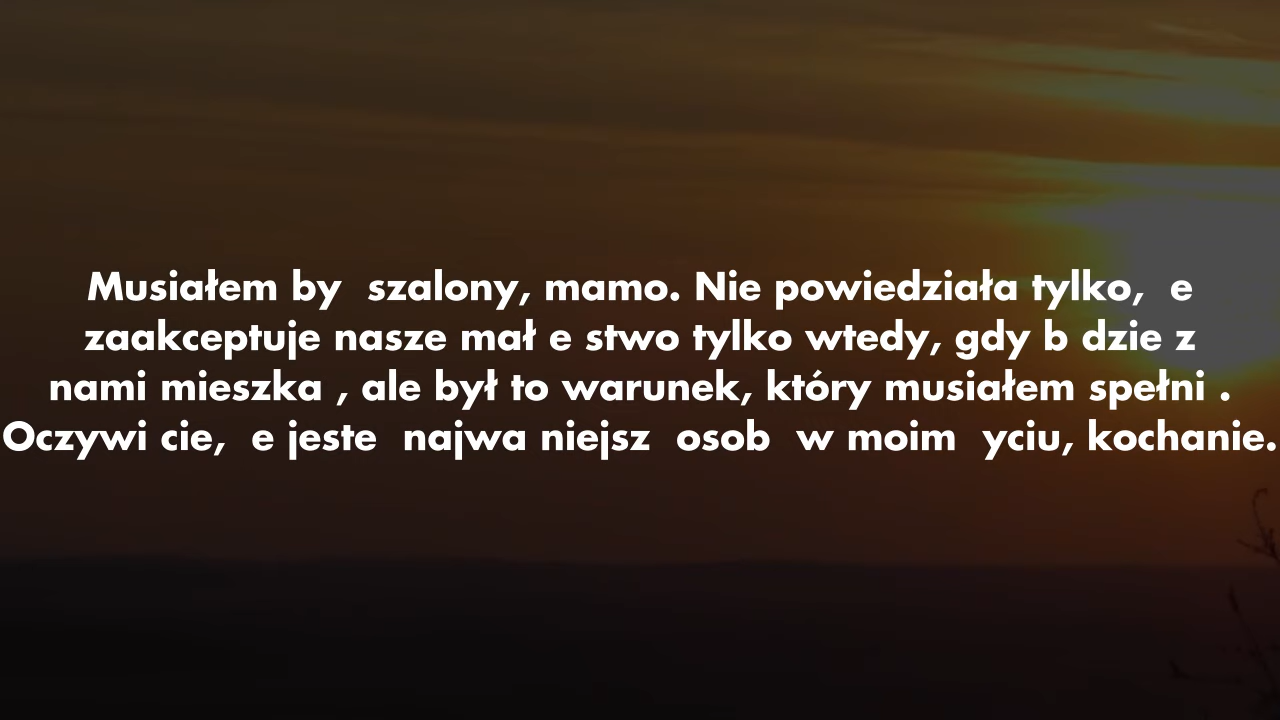 Musiałem by  szalony, mamo. Nie powiedziała tylko,  e
zaakceptuje nasze mał e stwo tylko wtedy, gdy b dzie z
nami mieszka , ale był to warunek, który musiałem spełni .
Oczywi cie,  e jeste  najwa niejsz  osob  w moim  yciu, kochanie.